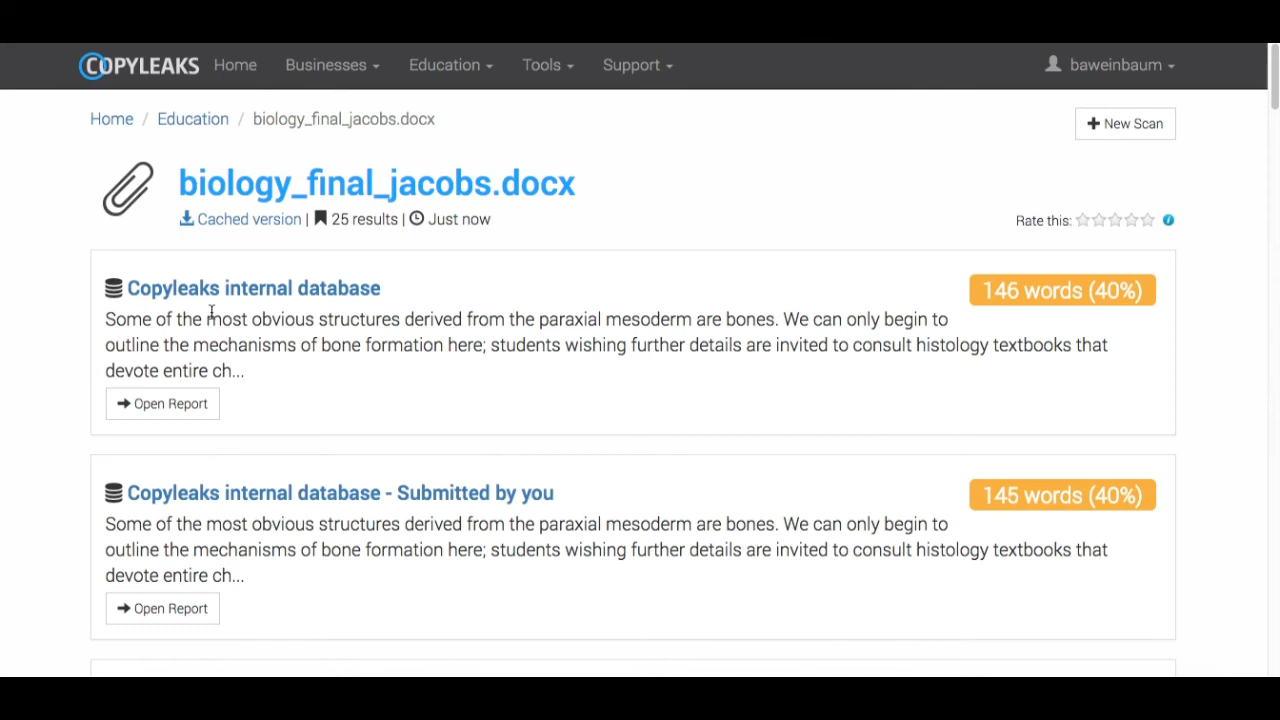 COPYLEAKS Home Businesses Education Tools Support baweinbaum
Home / Education / biology_final_jacobs.docx
New Scan
biology_final_jacobs.docx
Cached version | 25 results | Just now
Rate this:
Copyleaks internal database
146 words (40%)
Some of the most obvious structures derived from the paraxial mesoderm are bones. We can only begin to
outline the mechanisms of bone formation here; students wishing further details are invited to consult histology textbooks that
devote entire ch...
Open Report
Copyleaks internal database - Submitted by you
145 words (40%)
Some of the most obvious structures derived from the paraxial mesoderm are bones. We can only begin to
outline the mechanisms of bone formation here; students wishing further details are invited to consult histology textbooks that
devote entire ch...
Open Report